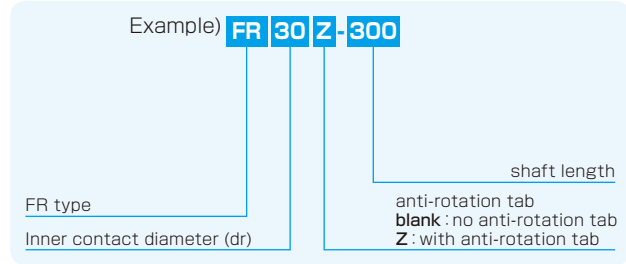 Example) FR 30 Z - 300
shaft length
FR type
anti-rotation tab
blank : no anti-rotation tab
Inner contact diameter (dr)
Z : with anti-rotation tab